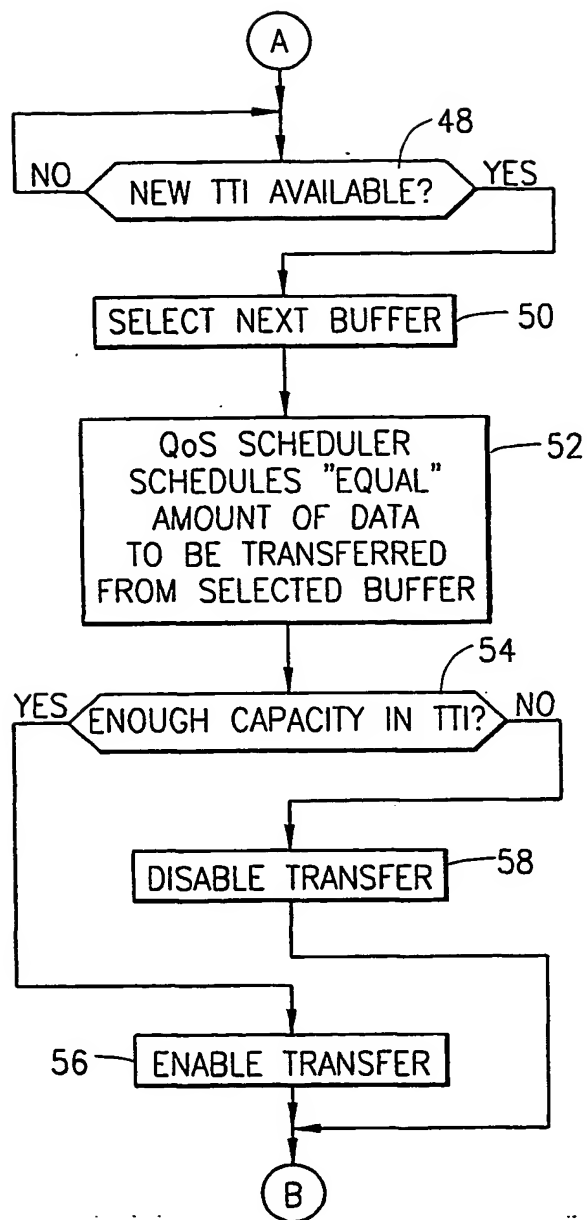 A
48
NO
NEW TTI AVAILABLE?
YES
SELECT NEXT BUFFER
50
QoS SCHEDULER
SCHEDULES "EQUAL"
AMOUNT OF DATA
TO BE TRANSFERRED
FROM SELECTED BUFFER
52
54
YES
ENOUGH CAPACITY IN TTI?
NO
DISABLE TRANSFER
58
56
ENABLE TRANSFER
B